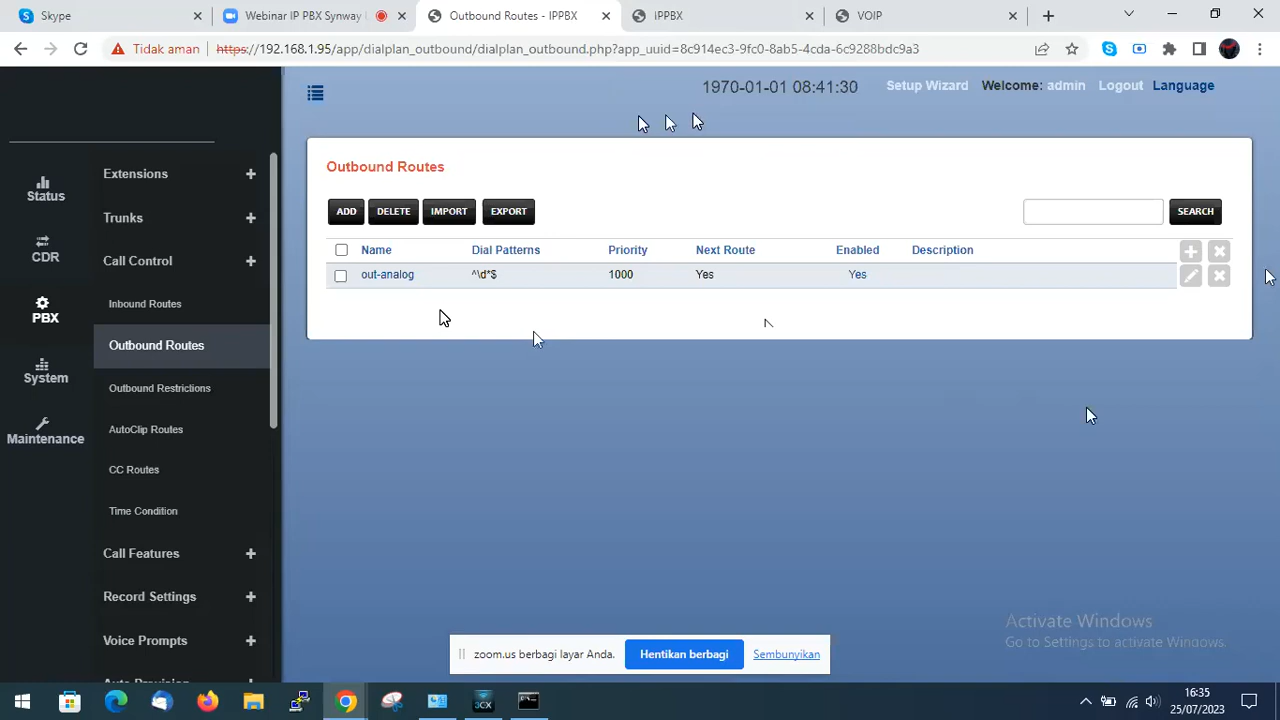 Skype
Webinar IP PBX Synway
Outbound Routes - IPPBX
IPPBX
VOIP
Tidak aman
https://192.168.1.95/app/dialplan_outbound/dialplan_outbound.php?app_uuid=8c914ec3-9fc0-8ab5-4cda-6c9288bdc9a3
1970-01-01 08:41:30
Setup Wizard
Welcome: admin
Logout
Language
Status
CDR
PBX
System
Maintenance
Extensions
Trunks
Call Control
Inbound Routes
Outbound Routes
Outbound Restrictions
AutoClip Routes
CC Routes
Time Condition
Call Features
Record Settings
Voice Prompts
Auto Provision
Outbound Routes
ADD DELETE IMPORT EXPORT SEARCH
Name Dial Patterns Priority Next Route Enabled Description
out-analog ^\d*$ 1000 Yes Yes
Activate Windows
Go to Settings to activate Windows.
zoom.us berbagi layar Anda. Hentikan berbagi Sembunyikan
3CX
16:35
25/07/2023